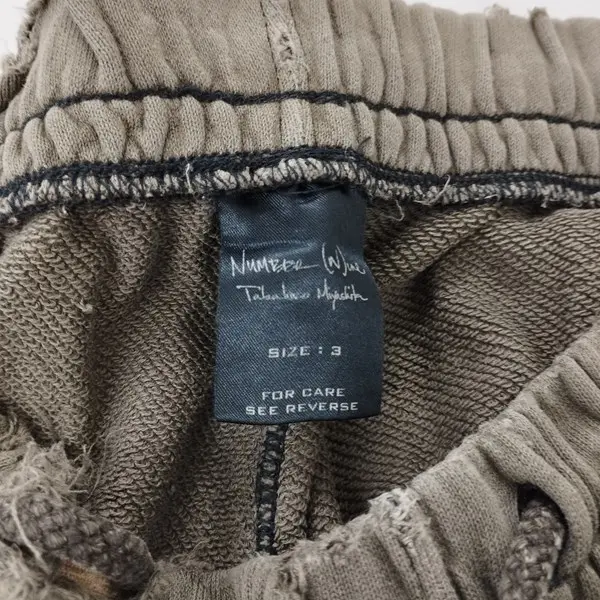 NUMBER (N)ine
Takahiro Miyashita
SIZE : 3
FOR CARE
SEE REVERSE